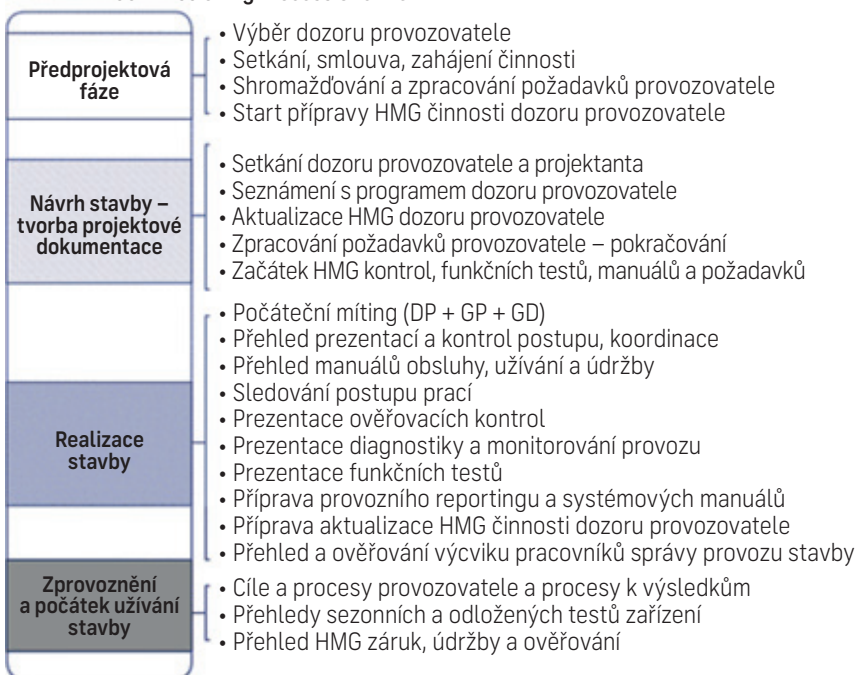 Předprojektová
fáze
• Výběr dozoru provozovatele
• Setkání, smlouva, zahájení činnosti
• Shromažďování a zpracování požadavků provozovatele
• Start přípravy HMG činnosti dozoru provozovatele
Návrh stavby –
tvorba projektové
dokumentace
• Setkání dozoru provozovatele a projektanta
• Seznámení s programem dozoru provozovatele
• Aktualizace HMG dozoru provozovatele
• Zpracování požadavků provozovatele – pokračování
• Začátek HMG kontrol, funkčních testů, manuálů a požadavků
Realizace
stavby
• Počáteční míting (DP + GP + GD)
• Přehled prezentací a kontrol postupu, koordinace
• Přehled manuálů obsluhy, užívání a údržby
• Sledování postupu prací
• Prezentace ověřovacích kontrol
• Prezentace diagnostiky a monitorování provozu
• Prezentace funkčních testů
• Příprava provozního reportingu a systémových manuálů
• Příprava aktualizace HMG činnosti dozoru provozovatele
• Přehled a ověřování výcviku pracovníků správy provozu stavby
Zprovoznění
a počátek užívání
stavby
• Cíle a procesy provozovatele a procesy k výsledkům
• Přehledy sezonních a odložených testů zařízení
• Přehled HMG záruk, údržby a ověřování